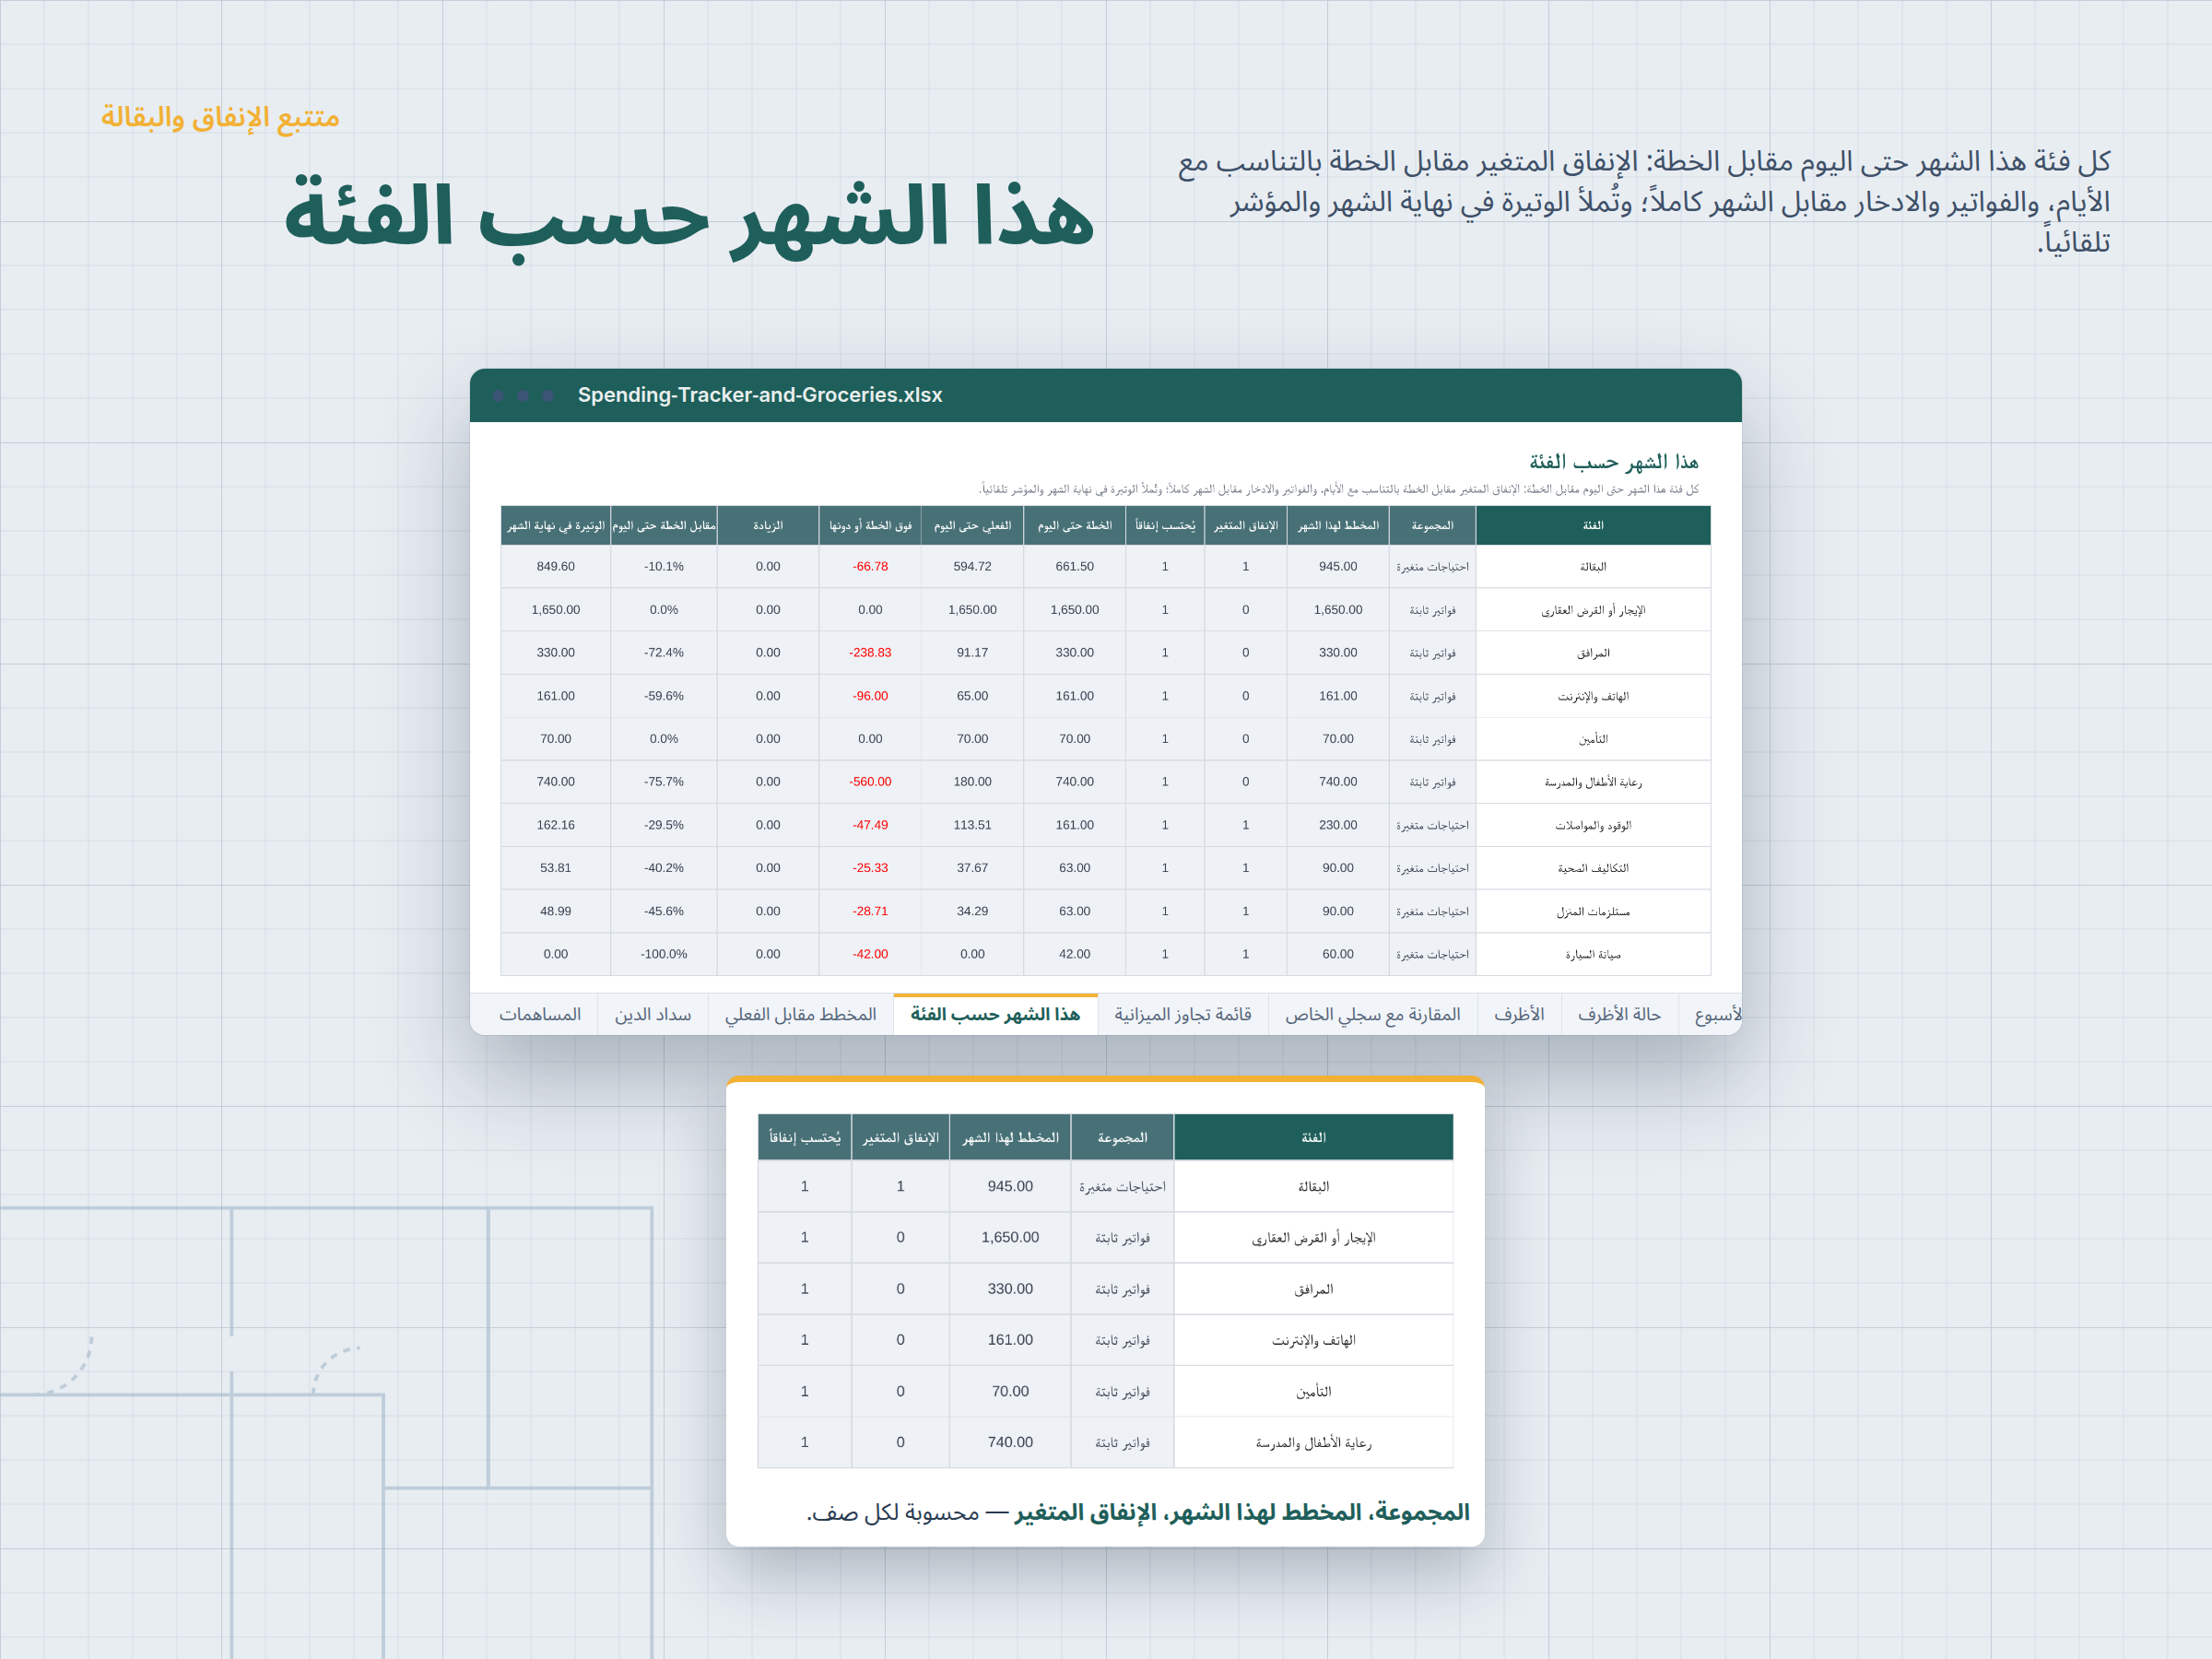 متتبع الإنفاق والبقالة
هذا الشهر حسب الفئة
كل فئة هذا الشهر حتى اليوم مقابل الخطة: الإنفاق المتغير مقابل الخطة بالتناسب مع
الأيام، والفواتير والادخار مقابل الشهر كاملاً؛ وتُملأ الوتيرة في نهاية الشهر والمؤشر
تلقائياً.
Spending-Tracker-and-Groceries.xlsx
هذا الشهر حسب الفئة
كل فئة هذا الشهر حتى اليوم مقابل الخطة: الإنفاق المتغير مقابل الخطة بالتناسب مع الأيام، والفواتير والادخار مقابل الشهر كاملاً؛ وتُملأ الوتيرة في نهاية الشهر والمؤشر تلقائياً.
الفئة المجموعة المخطط لهذا الشهر الإنفاق المتغير يُحتسب إنفاقاً الخطة حتى اليوم الفعلي حتى اليوم فوق الخطة أو دونها الزيادة مقابل الخطة حتى اليوم الوتيرة في نهاية الشهر
البقالة احتياجات متغيرة 945.00 1 1 661.50 594.72 -66.78 0.00 -10.1% 849.60
الإيجار أو القرض العقاري فواتير ثابتة 1,650.00 0 1 1,650.00 1,650.00 0.00 0.00 0.0% 1,650.00
المرافق فواتير ثابتة 330.00 0 1 330.00 91.17 -238.83 0.00 -72.4% 330.00
الهاتف والإنترنت فواتير ثابتة 161.00 0 1 161.00 65.00 -96.00 0.00 -59.6% 161.00
التأمين فواتير ثابتة 70.00 0 1 70.00 70.00 0.00 0.00 0.0% 70.00
رعاية الأطفال والمدرسة فواتير ثابتة 740.00 0 1 740.00 180.00 -560.00 0.00 -75.7% 740.00
الوقود والمواصلات احتياجات متغيرة 230.00 1 1 161.00 113.51 -47.49 0.00 -29.5% 162.16
التكاليف الصحية احتياجات متغيرة 90.00 1 1 63.00 37.67 -25.33 0.00 -40.2% 53.81
مستلزمات المنزل احتياجات متغيرة 90.00 1 1 63.00 34.29 -28.71 0.00 -45.6% 48.99
صيانة السيارة احتياجات متغيرة 60.00 1 1 42.00 0.00 -42.00 0.00 -100.0% 0.00
لأسبوع حالة الأظرف الأظرف المقارنة مع سجلي الخاص قائمة تجاوز الميزانية هذا الشهر حسب الفئة المخطط مقابل الفعلي سداد الدين المساهمات
الفئة المجموعة المخطط لهذا الشهر الإنفاق المتغير يُحتسب إنفاقاً
البقالة احتياجات متغيرة 945.00 1 1
الإيجار أو القرض العقاري فواتير ثابتة 1,650.00 0 1
المرافق فواتير ثابتة 330.00 0 1
الهاتف والإنترنت فواتير ثابتة 161.00 0 1
التأمين فواتير ثابتة 70.00 0 1
رعاية الأطفال والمدرسة فواتير ثابتة 740.00 0 1
المجموعة، المخطط لهذا الشهر، الإنفاق المتغير — محسوبة لكل صف.